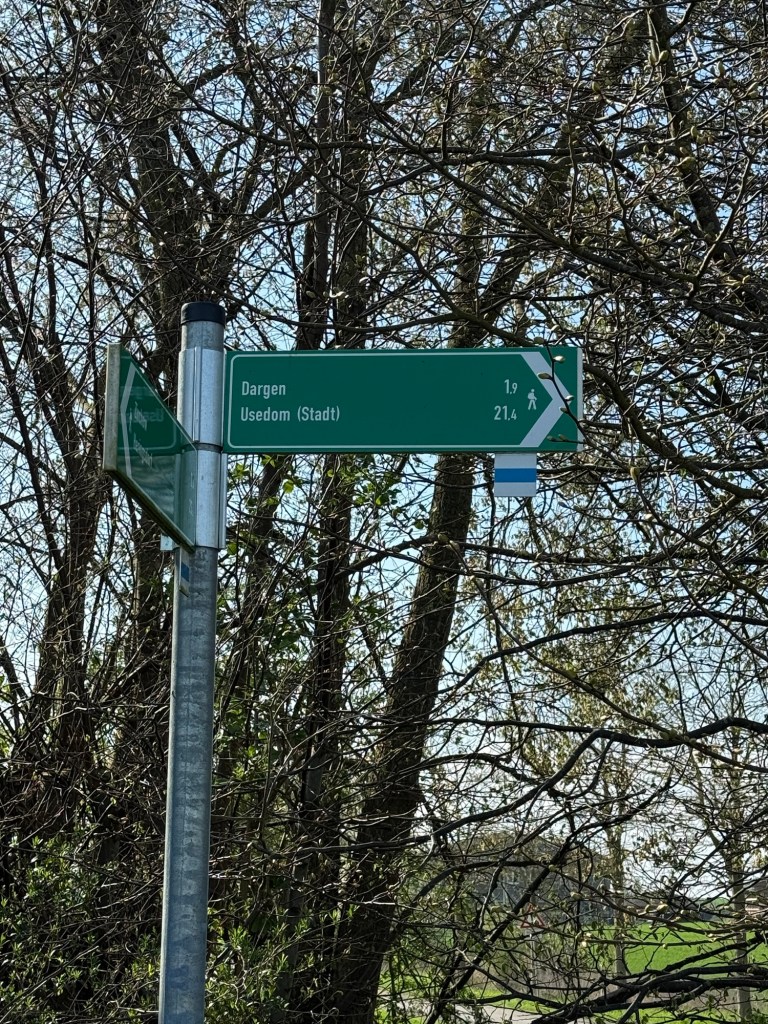 Dargen 1.9
Usedom (Stadt) 21.4